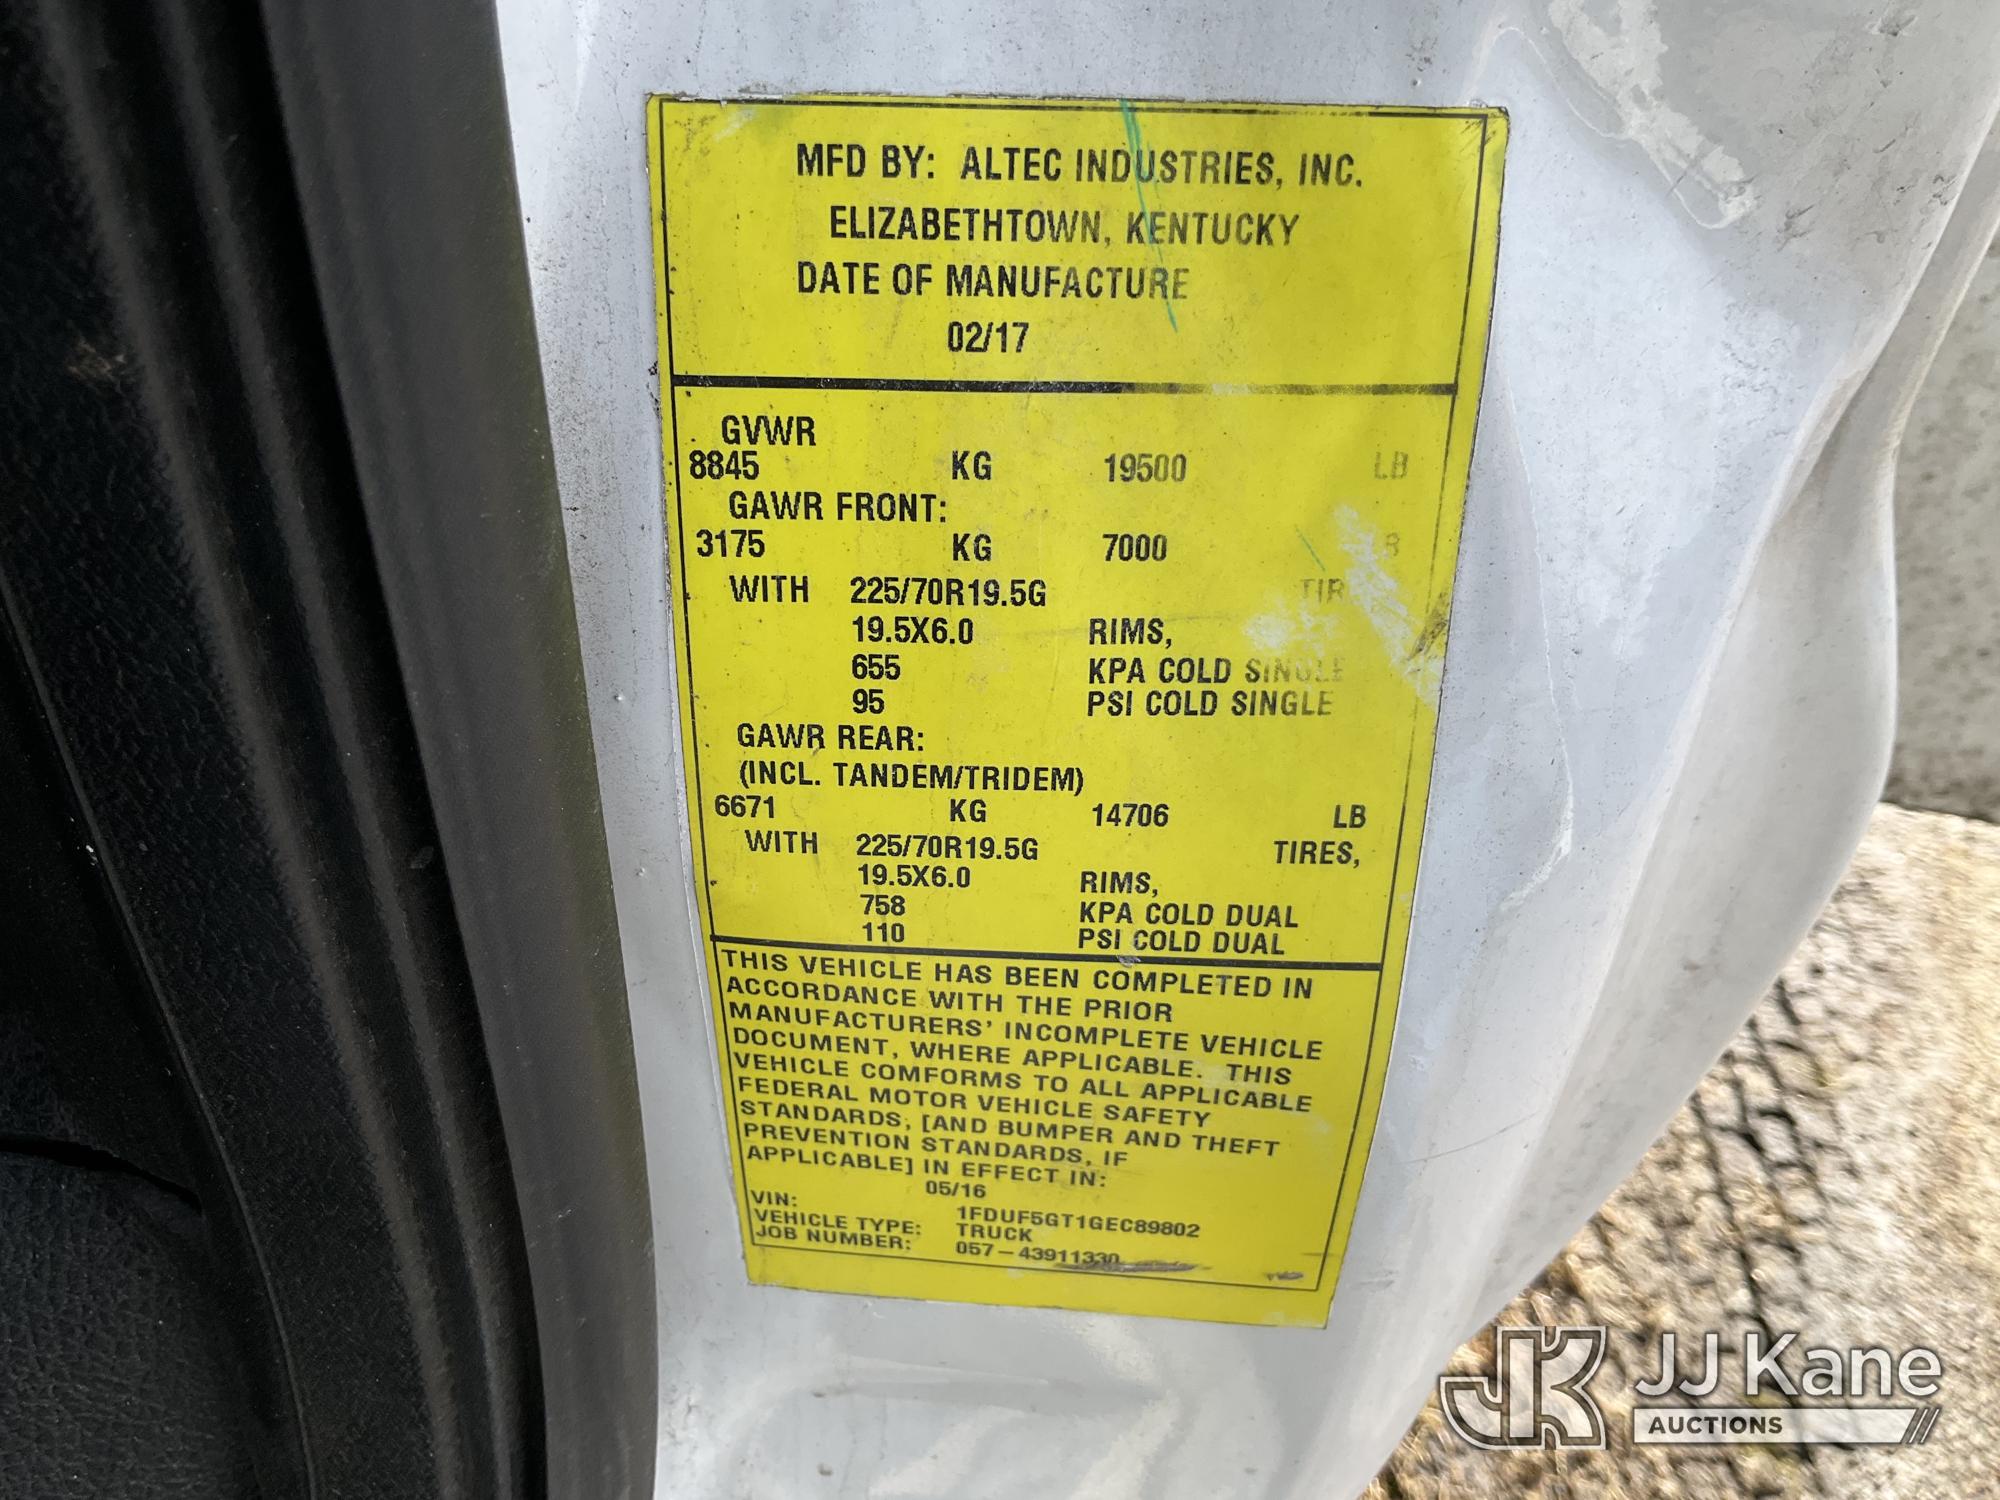 MFD BY: ALTEC INDUSTRIES, INC.
ELIZABETHTOWN, KENTUCKY
DATE OF MANUFACTURE
02/17
GVWR
8845 KG 19500 LB
GAWR FRONT:
3175 KG 7000
WITH 225/70R19.5G
19.5X6.0 RIMS,
655 KPA COLD SINGLE
95 PSI COLD SINGLE
GAWR REAR:
(INCL. TANDEM/TRIDEM)
6671 KG 14706 LB
WITH 225/70R19.5G TIRES,
19.5X6.0 RIMS,
758 KPA COLD DUAL
110 PSI COLD DUAL
THIS VEHICLE HAS BEEN COMPLETED IN
ACCORDANCE WITH THE PRIOR
MANUFACTURERS' INCOMPLETE VEHICLE
DOCUMENT, WHERE APPLICABLE. THIS
VEHICLE COMFORMS TO ALL APPLICABLE
FEDERAL MOTOR VEHICLE SAFETY
STANDARDS, [AND BUMPER AND THEFT
PREVENTION STANDARDS, IF
APPLICABLE] IN EFFECT IN:
05/16
VIN: 1FDUF5GT1GEC89802
VEHICLE TYPE: TRUCK
JOB NUMBER: 057-43911330
JK JJ Kane
AUCTIONS